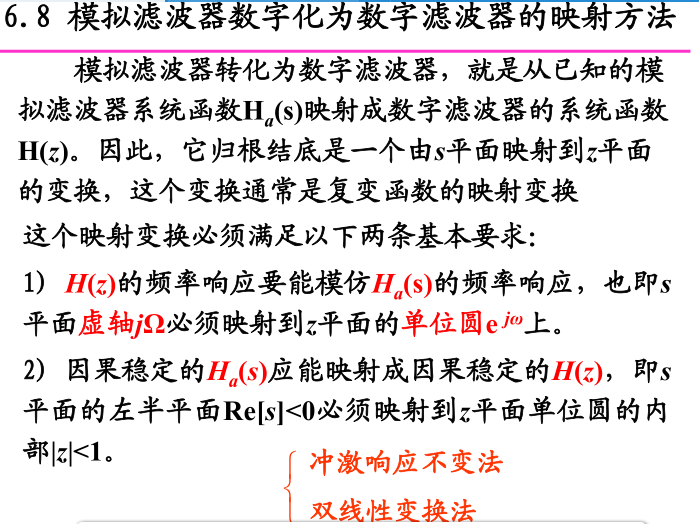 6.8 模拟滤波器数字化为数字滤波器的映射方法
模拟滤波器转化为数字滤波器，就是从已知的模
拟滤波器系统函数Hₐ(s)映射成数字滤波器的系统函数
H(z)。因此，它归根结底是一个由s平面映射到z平面
的变换，这个变换通常是复变函数的映射变换
这个映射变换必须满足以下两条基本要求：
1) H(z)的频率响应要能模仿Hₐ(s)的频率响应，也即s
平面虚轴jΩ必须映射到z平面的单位圆e ʲω上。
2) 因果稳定的Hₐ(s)应能映射成因果稳定的H(z)，即s
平面的左半平面Re[s]<0必须映射到z平面单位圆的内
部|z|<1。
冲激响应不变法
双线性变换法